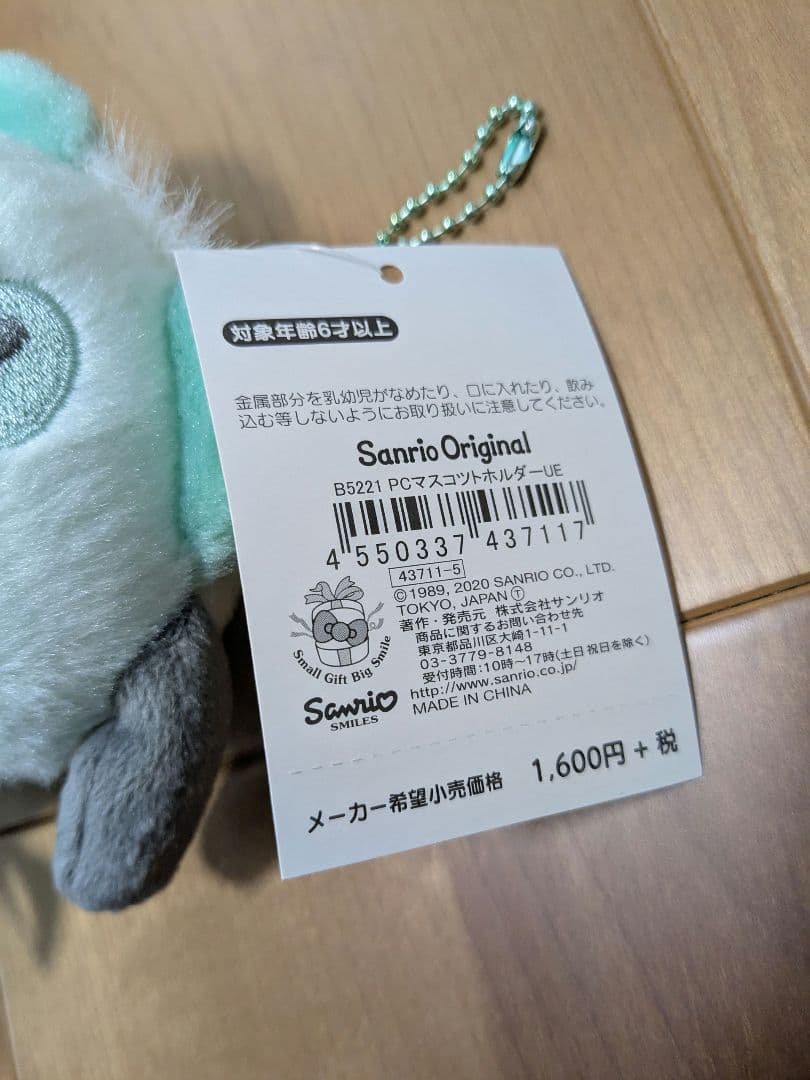 対象年齢6才以上
金属部分を乳幼児がなめたり、口に入れたり、飲み
込む等しないようにお取り扱いに注意してください。
Sanrio Original
B5221 PCマスコツトホルダーUE
4 550337 437117
43711-5
©1989, 2020 SANRIO CO., LTD.
TOKYO, JAPAN Ⓣ
著作・発売元 株式会社サンリオ
商品に関するお問い合わせ先
東京都品川区大崎1-11-1
03-3779-8148
受付時間：10時～17時(土日祝日を除く)
http://www.sanrio.co.jp/
MADE IN CHINA
Small Gift Big Smile
Sanrio
SMILES
メーカー希望小売価格 1,600円 + 税